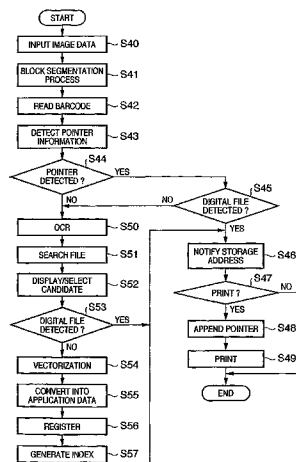 START
INPUT IMAGE DATA
S40
BLOCK SEGMENTATION
PROCESS
S41
READ BARCODE
S42
DETECT POINTER
INFORMATION
S43
S44
POINTER
DETECTED ?
YES
NO
S45
DIGITAL FILE
DETECTED ?
NO
YES
OCR
S50
SEARCH FILE
S51
DISPLAY/SELECT
CANDIDATE
S52
S53
DIGITAL FILE
DETECTED ?
YES
NO
VECTORIZATION
S54
CONVERT INTO
APPLICATION DATA
S55
REGISTER
S56
GENERATE INDEX
S57
NOTIFY STORAGE
ADDRESS
S46
S47
PRINT ?
NO
YES
APPEND POINTER
S48
PRINT
S49
END